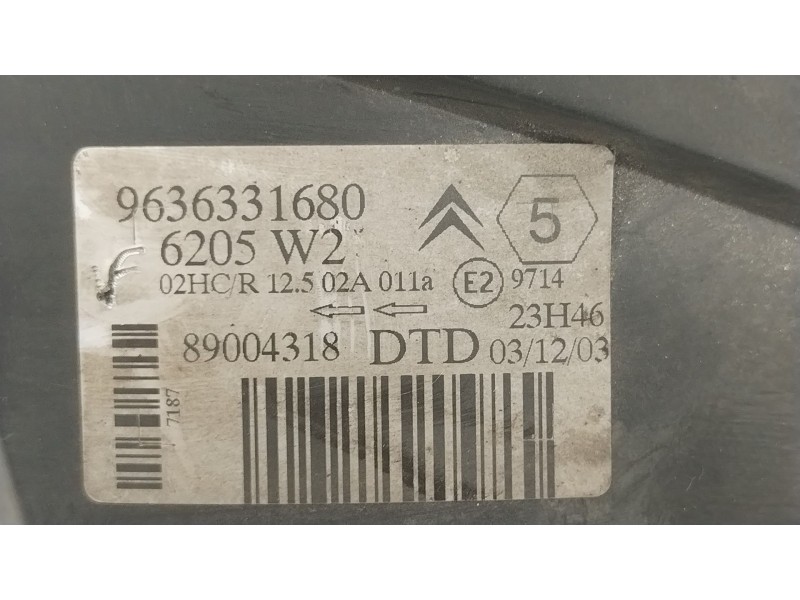 9636331680
5
6205 W2
02HC/R 12.5 02A 011a
E2
9714
23H46
89004318 DTD 03/12/03
7187